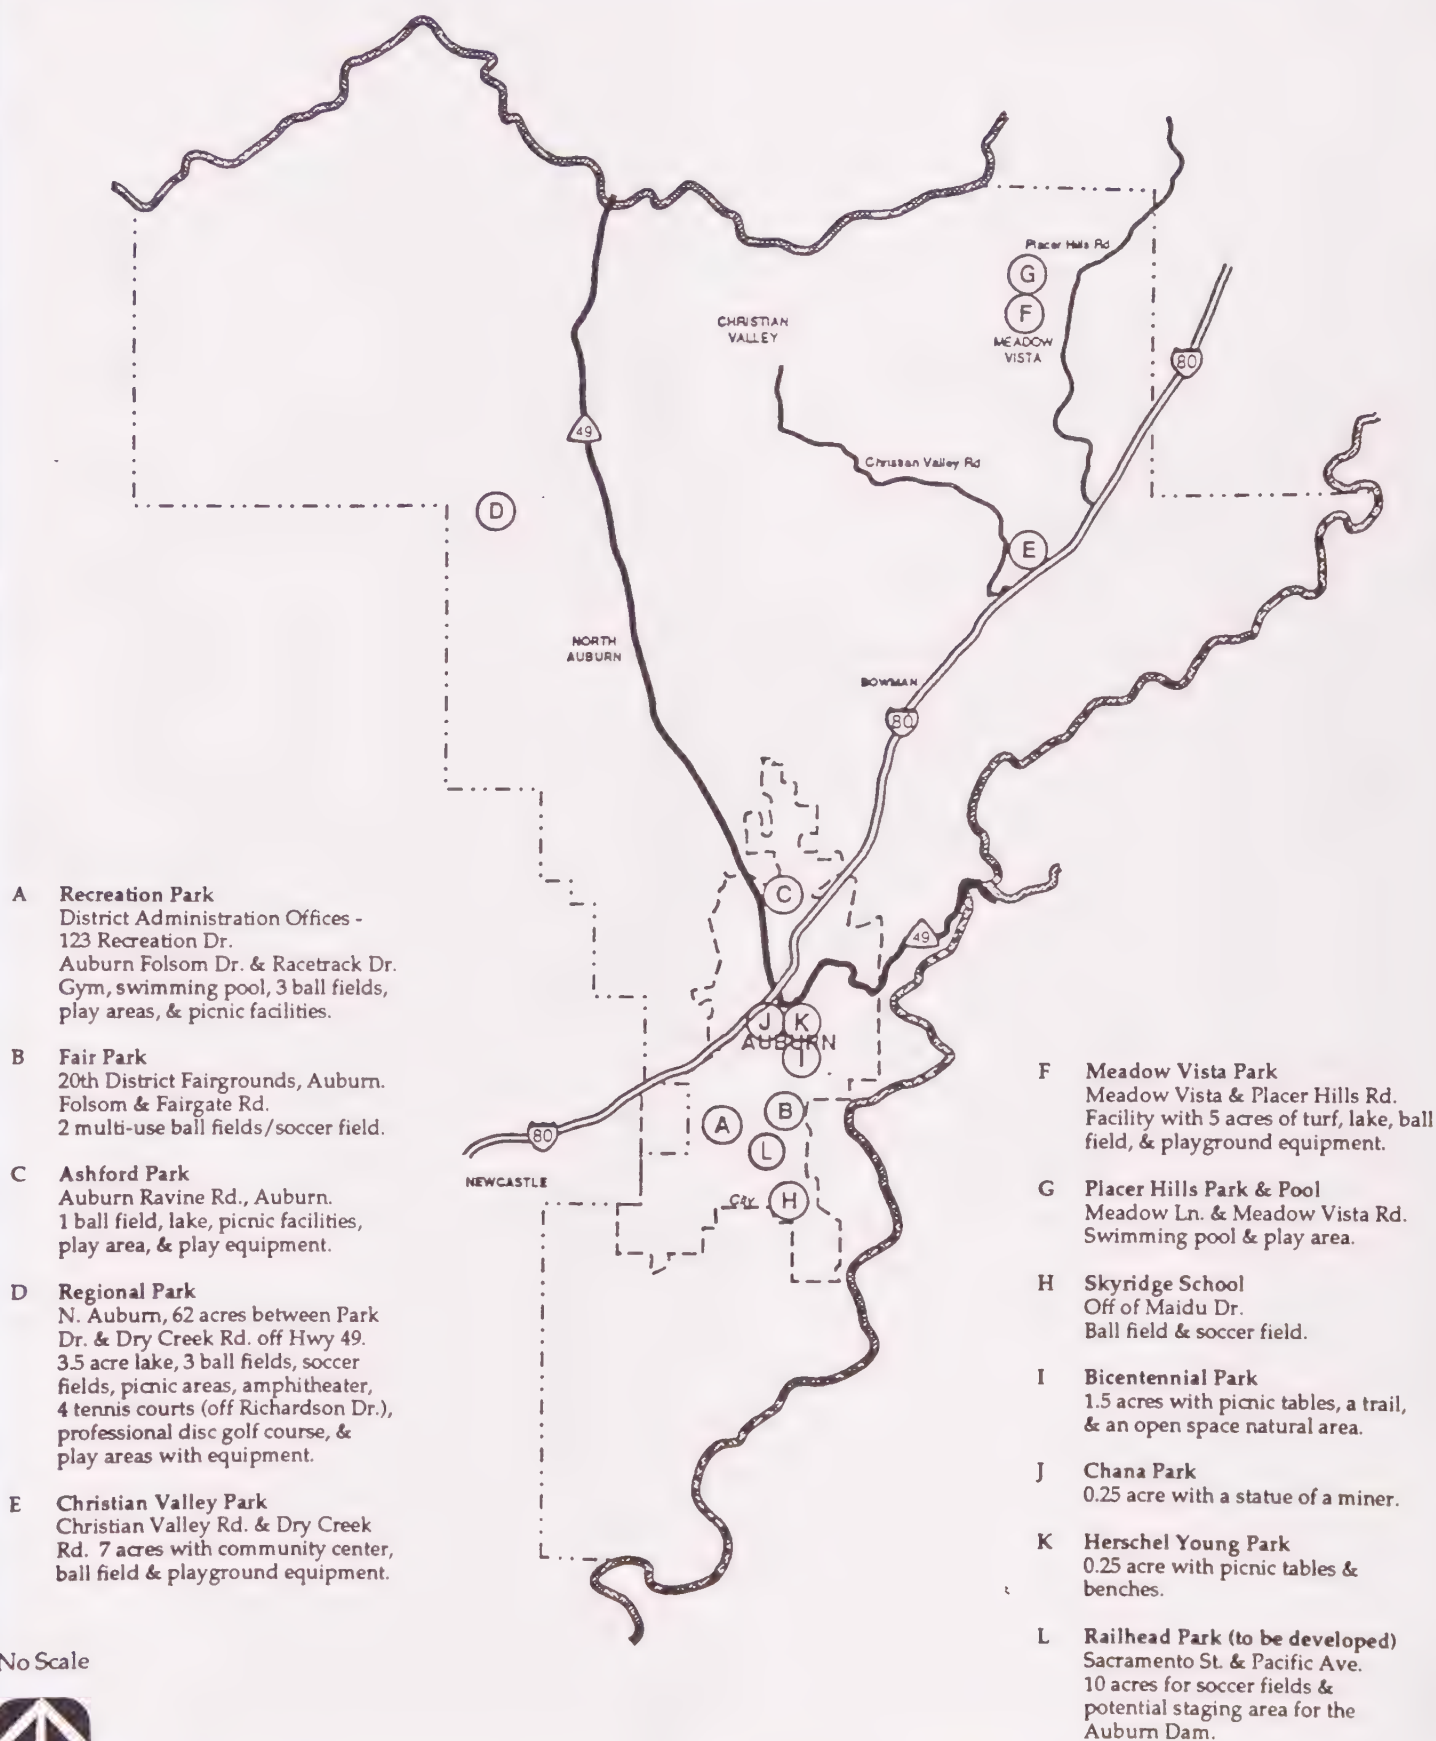 Placer Hills Rd
G
F
MEADOW
VISTA
CHRISTIAN
VALLEY
80
49
Christian Valley Rd
D
E
NORTH
AUBURN
BOWMAN
80
C
49
J
K
AUBURN
I
B
A
L
80
NEWCASTLE
City
H
A Recreation Park
District Administration Offices -
123 Recreation Dr.
Auburn Folsom Dr. & Racetrack Dr.
Gym, swimming pool, 3 ball fields,
play areas, & picnic facilities.
B Fair Park
20th District Fairgrounds, Auburn.
Folsom & Fairgate Rd.
2 multi-use ball fields/soccer field.
C Ashford Park
Auburn Ravine Rd., Auburn.
1 ball field, lake, picnic facilities,
play area, & play equipment.
D Regional Park
N. Auburn, 62 acres between Park
Dr. & Dry Creek Rd. off Hwy 49.
3.5 acre lake, 3 ball fields, soccer
fields, picnic areas, amphitheater,
4 tennis courts (off Richardson Dr.),
professional disc golf course, &
play areas with equipment.
E Christian Valley Park
Christian Valley Rd. & Dry Creek
Rd. 7 acres with community center,
ball field & playground equipment.
No Scale
F Meadow Vista Park
Meadow Vista & Placer Hills Rd.
Facility with 5 acres of turf, lake, ball
field, & playground equipment.
G Placer Hills Park & Pool
Meadow Ln. & Meadow Vista Rd.
Swimming pool & play area.
H Skyridge School
Off of Maidu Dr.
Ball field & soccer field.
I Bicentennial Park
1.5 acres with picnic tables, a trail,
& an open space natural area.
J Chana Park
0.25 acre with a statue of a miner.
K Herschel Young Park
0.25 acre with picnic tables &
benches.
L Railhead Park (to be developed)
Sacramento St. & Pacific Ave.
10 acres for soccer fields &
potential staging area for the
Auburn Dam.